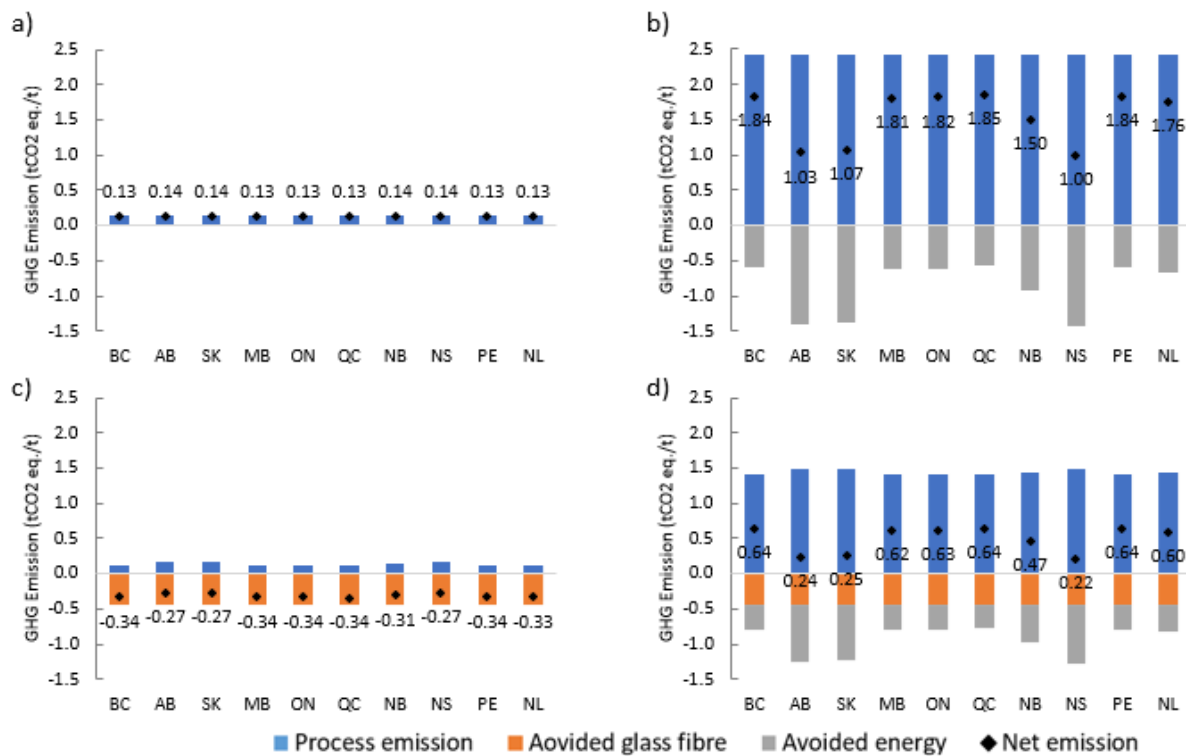 a)
GHG Emission (tCO2 eq./t)
2.5
2.0
1.5
1.0
0.5
0.0
-0.5
-1.0
-1.5
0.13 0.14 0.14 0.13 0.13 0.13 0.14 0.14 0.13 0.13
BC AB SK MB ON QC NB NS PE NL
b)
GHG Emission (tCO2 eq./t)
2.5
2.0
1.5
1.0
0.5
0.0
-0.5
-1.0
-1.5
1.84 1.03 1.07 1.81 1.82 1.85 1.50 1.00 1.84 1.76
BC AB SK MB ON QC NB NS PE NL
c)
GHG Emission (tCO2 eq./t)
2.5
2.0
1.5
1.0
0.5
0.0
-0.5
-1.0
-1.5
-0.34 -0.27 -0.27 -0.34 -0.34 -0.34 -0.31 -0.27 -0.34 -0.33
BC AB SK MB ON QC NB NS PE NL
d)
GHG Emission (tCO2 eq./t)
2.5
2.0
1.5
1.0
0.5
0.0
-0.5
-1.0
-1.5
0.64 0.24 0.25 0.62 0.63 0.64 0.47 0.22 0.64 0.60
BC AB SK MB ON QC NB NS PE NL
Process emission Aovided glass fibre Avoided energy Net emission